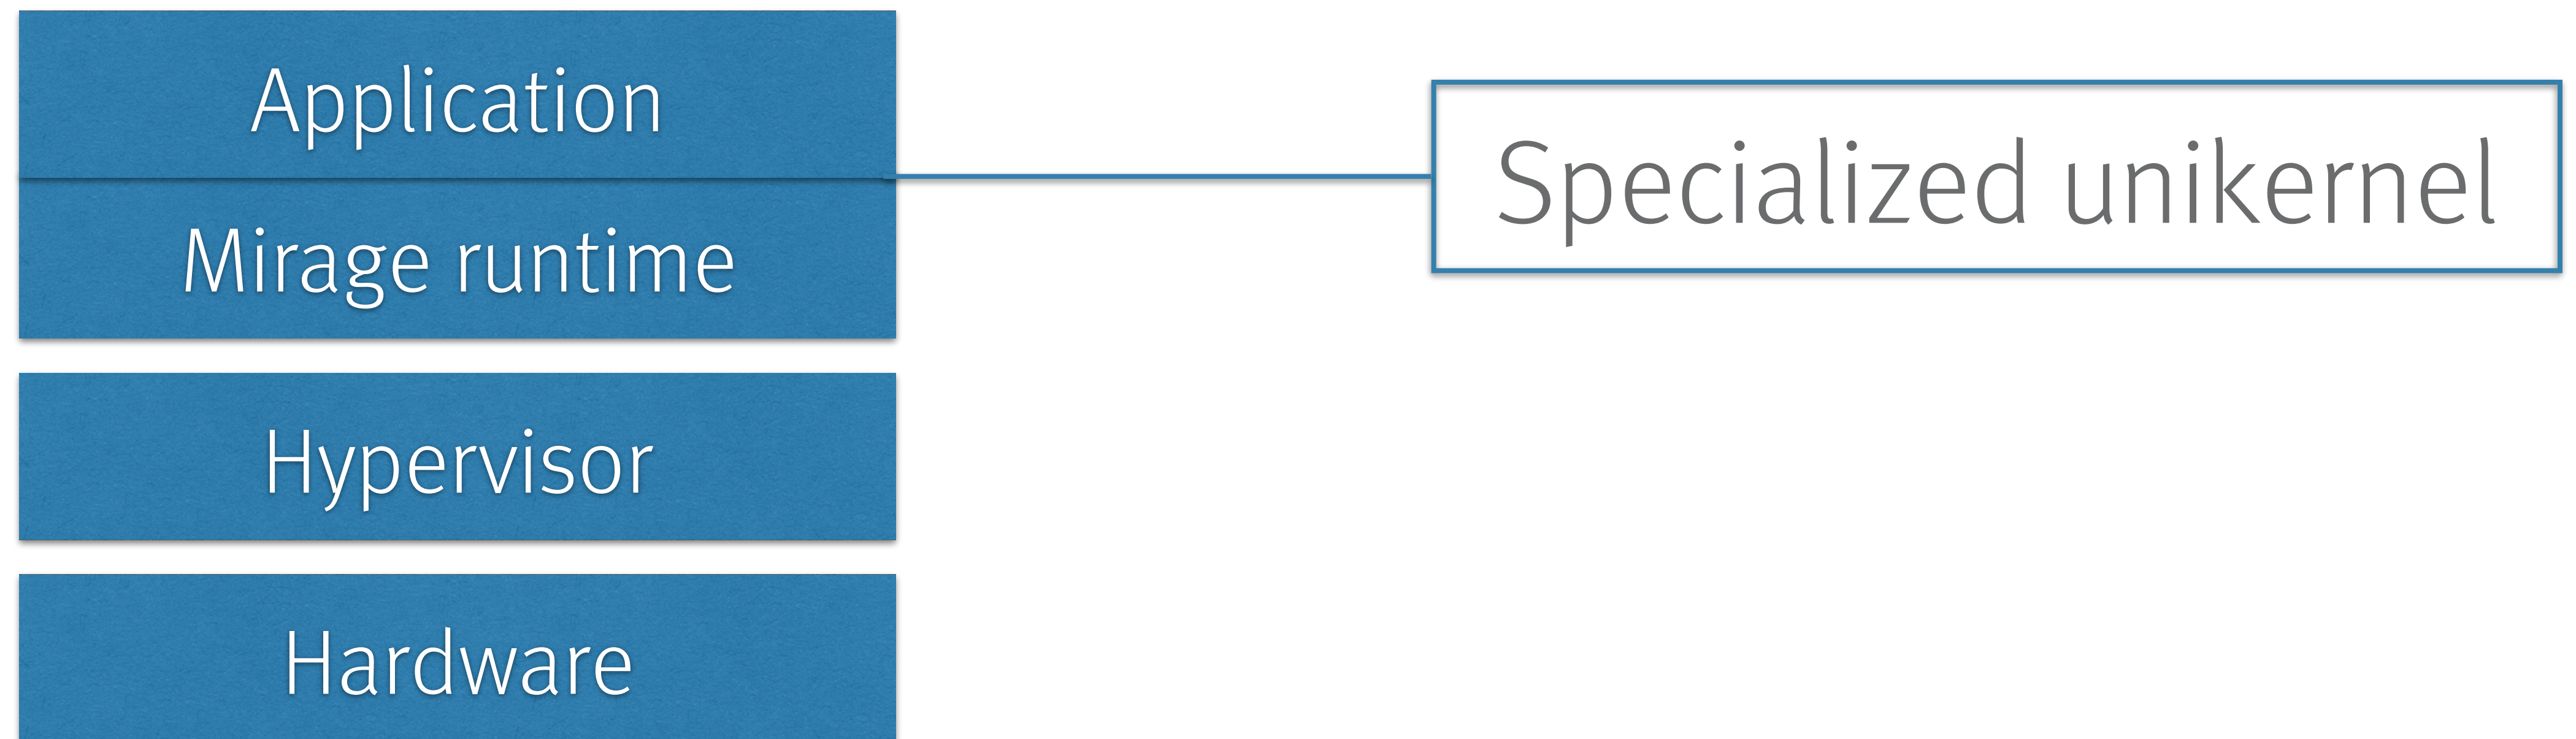 Application
Mirage runtime
Specialized unikernel
Hypervisor
Hardware